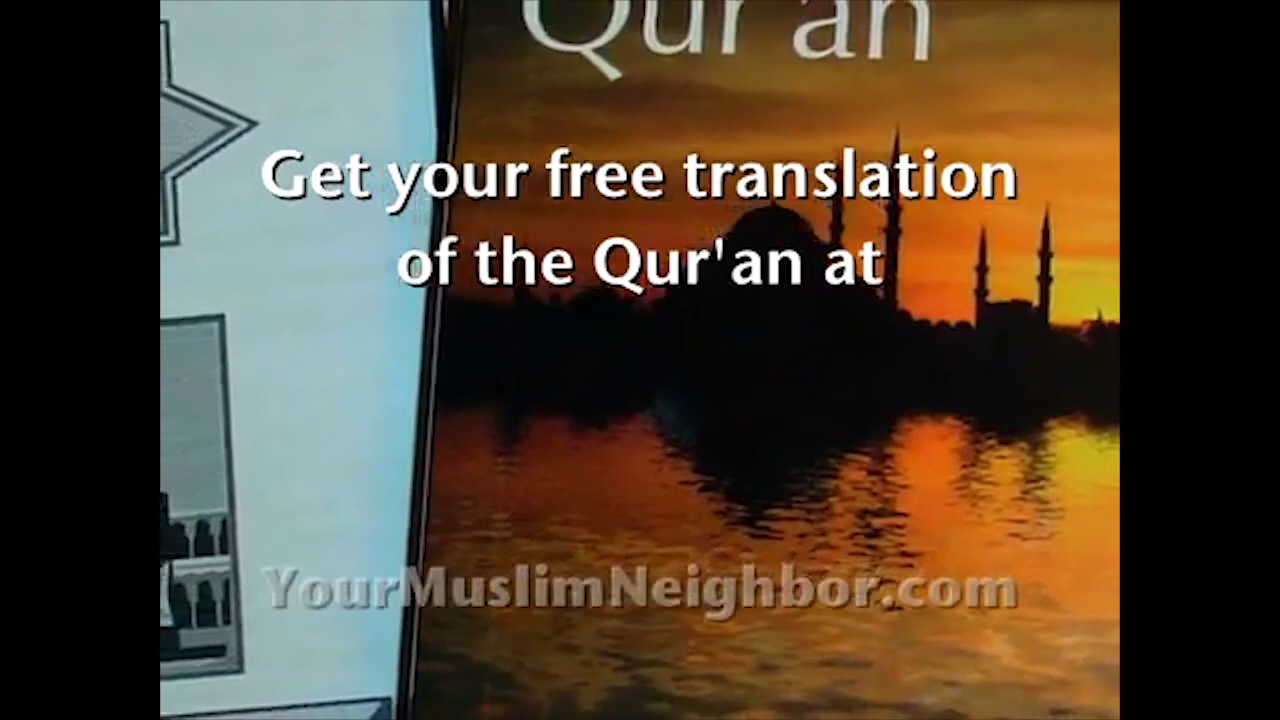 Qur'an
Get your free translation
of the Qur'an at
YourMuslimNeighbor.com